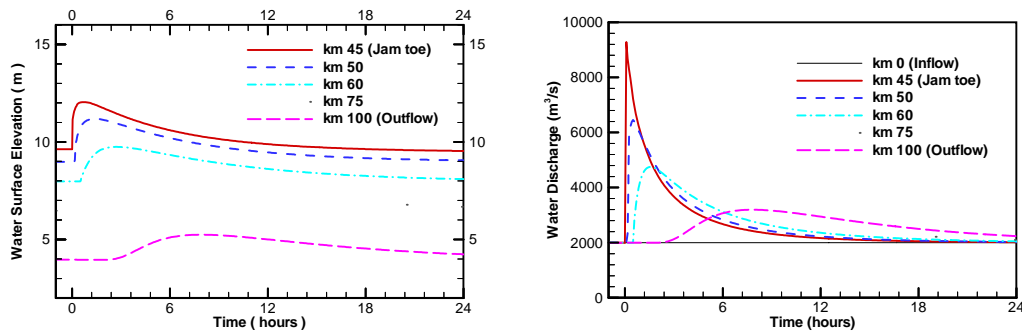 0 6 12 18 24
15
10
5
15
10
5
km 45 (Jam toe)
km 50
km 60
km 75
km 100 (Outflow)
Water Surface Elevation ( m )
0 6 12 18 24
Time ( hours )
10000
8000
6000
4000
2000
0
km 0 (Inflow)
km 45 (Jam toe)
km 50
km 60
km 75
km 100 (Outflow)
Water Discharge (m³/s)
0 6 12 18 24
Time (hours)